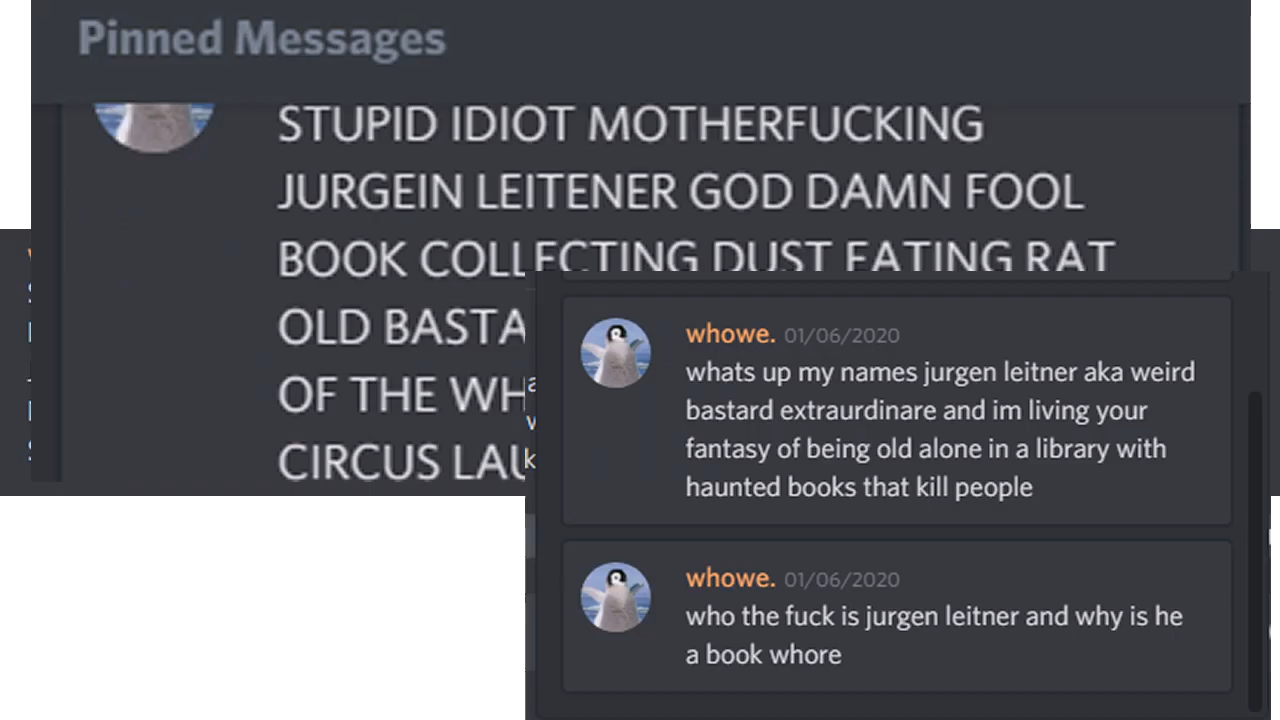 Pinned Messages
STUPID IDIOT MOTHERFUCKING
JURGEIN LEITENER GOD DAMN FOOL
BOOK COLLECTING DUST EATING RAT
OLD
OF THE
CIRCUS
whowe. 01/06/2020
whats up my names jurgen leitner aka weird
bastard extraurdinare and im living your
fantasy of being old alone in a library with
haunted books that kill people
whowe. 01/06/2020
who the fuck is jurgen leitner and why is he
a book whore